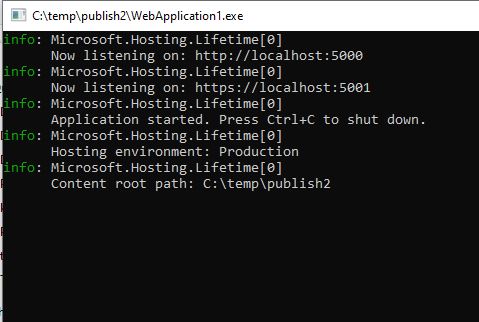 C:\temp\publish2\WebApplication1.exe
info: Microsoft.Hosting.Lifetime[0]
Now listening on: http://localhost:5000
info: Microsoft.Hosting.Lifetime[0]
Now listening on: https://localhost:5001
info: Microsoft.Hosting.Lifetime[0]
Application started. Press Ctrl+C to shut down.
info: Microsoft.Hosting.Lifetime[0]
Hosting environment: Production
info: Microsoft.Hosting.Lifetime[0]
Content root path: C:\temp\publish2